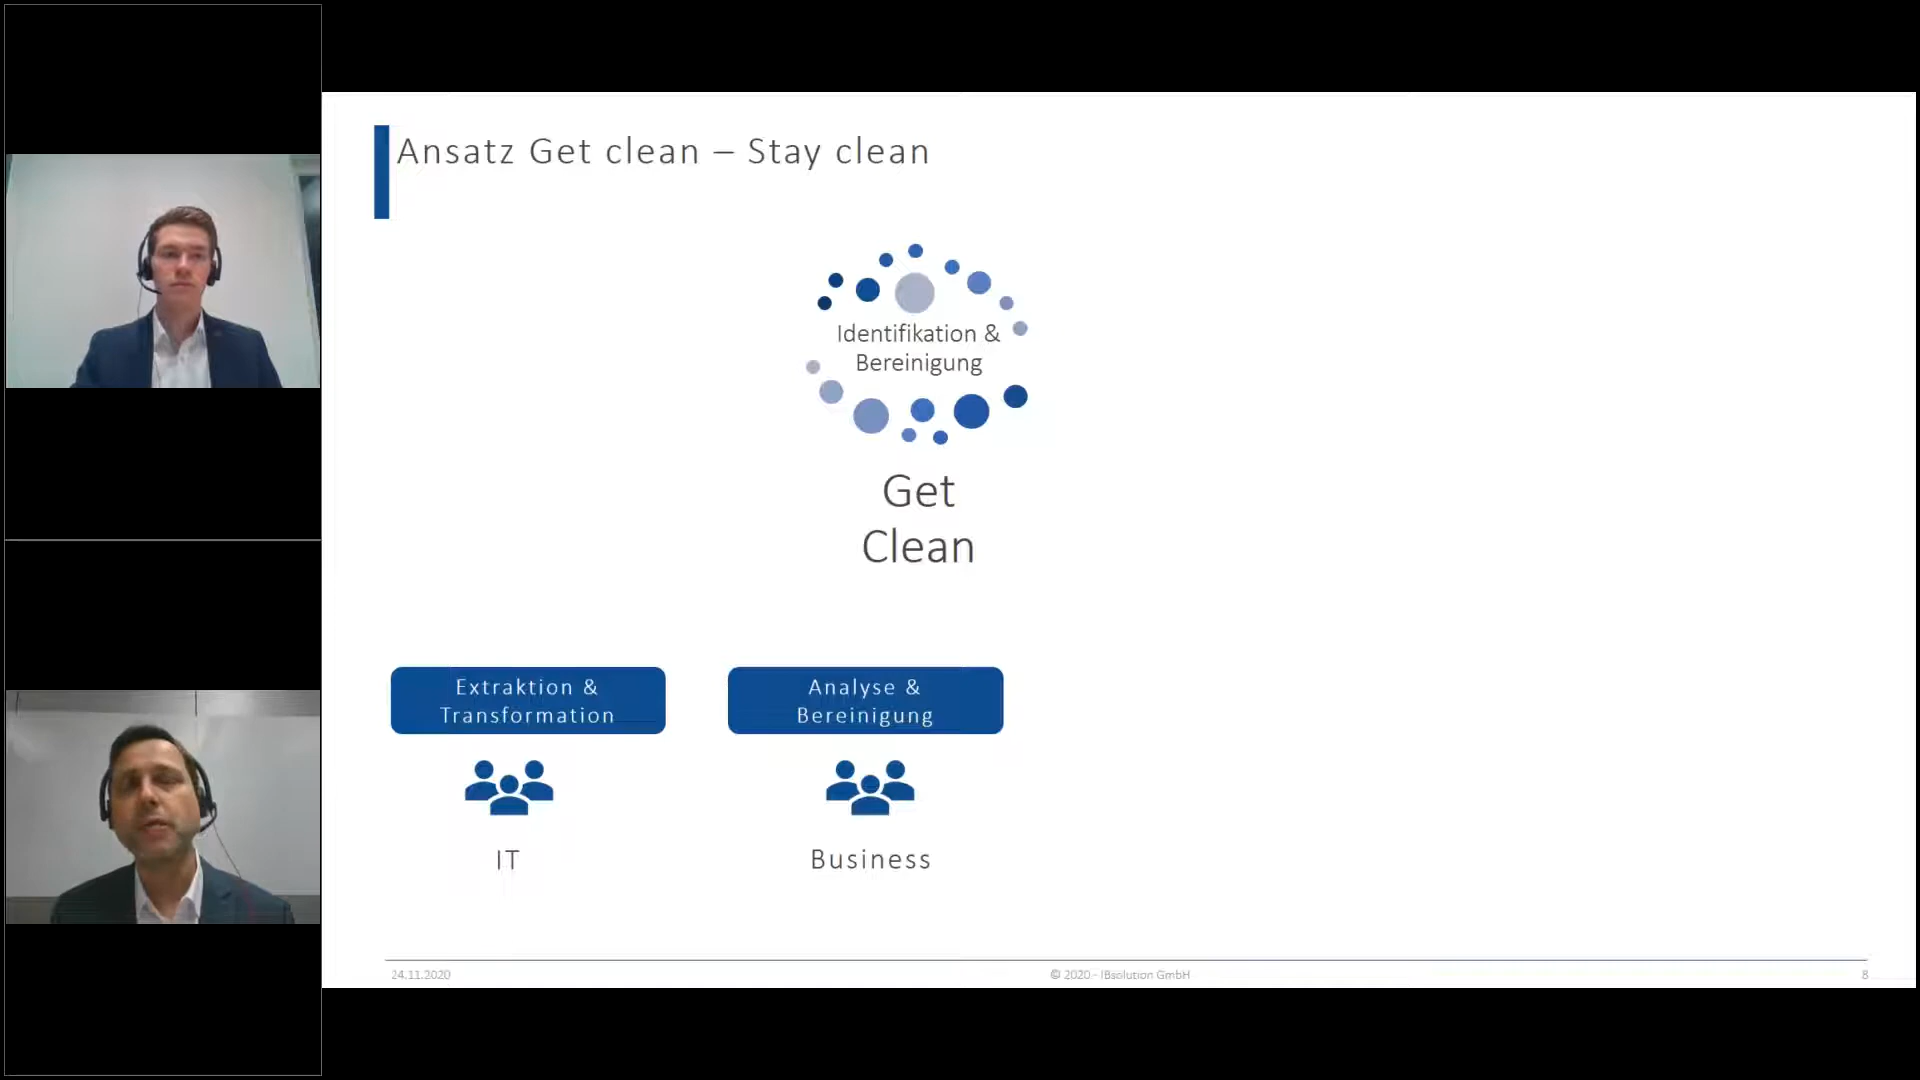 Ansatz Get clean – Stay clean
Identifikation &
Bereinigung
Get
Clean
Extraktion &
Transformation
Analyse &
Bereinigung
IT
Business
24.11.2020
© 2020 - IBsolution GmbH
8